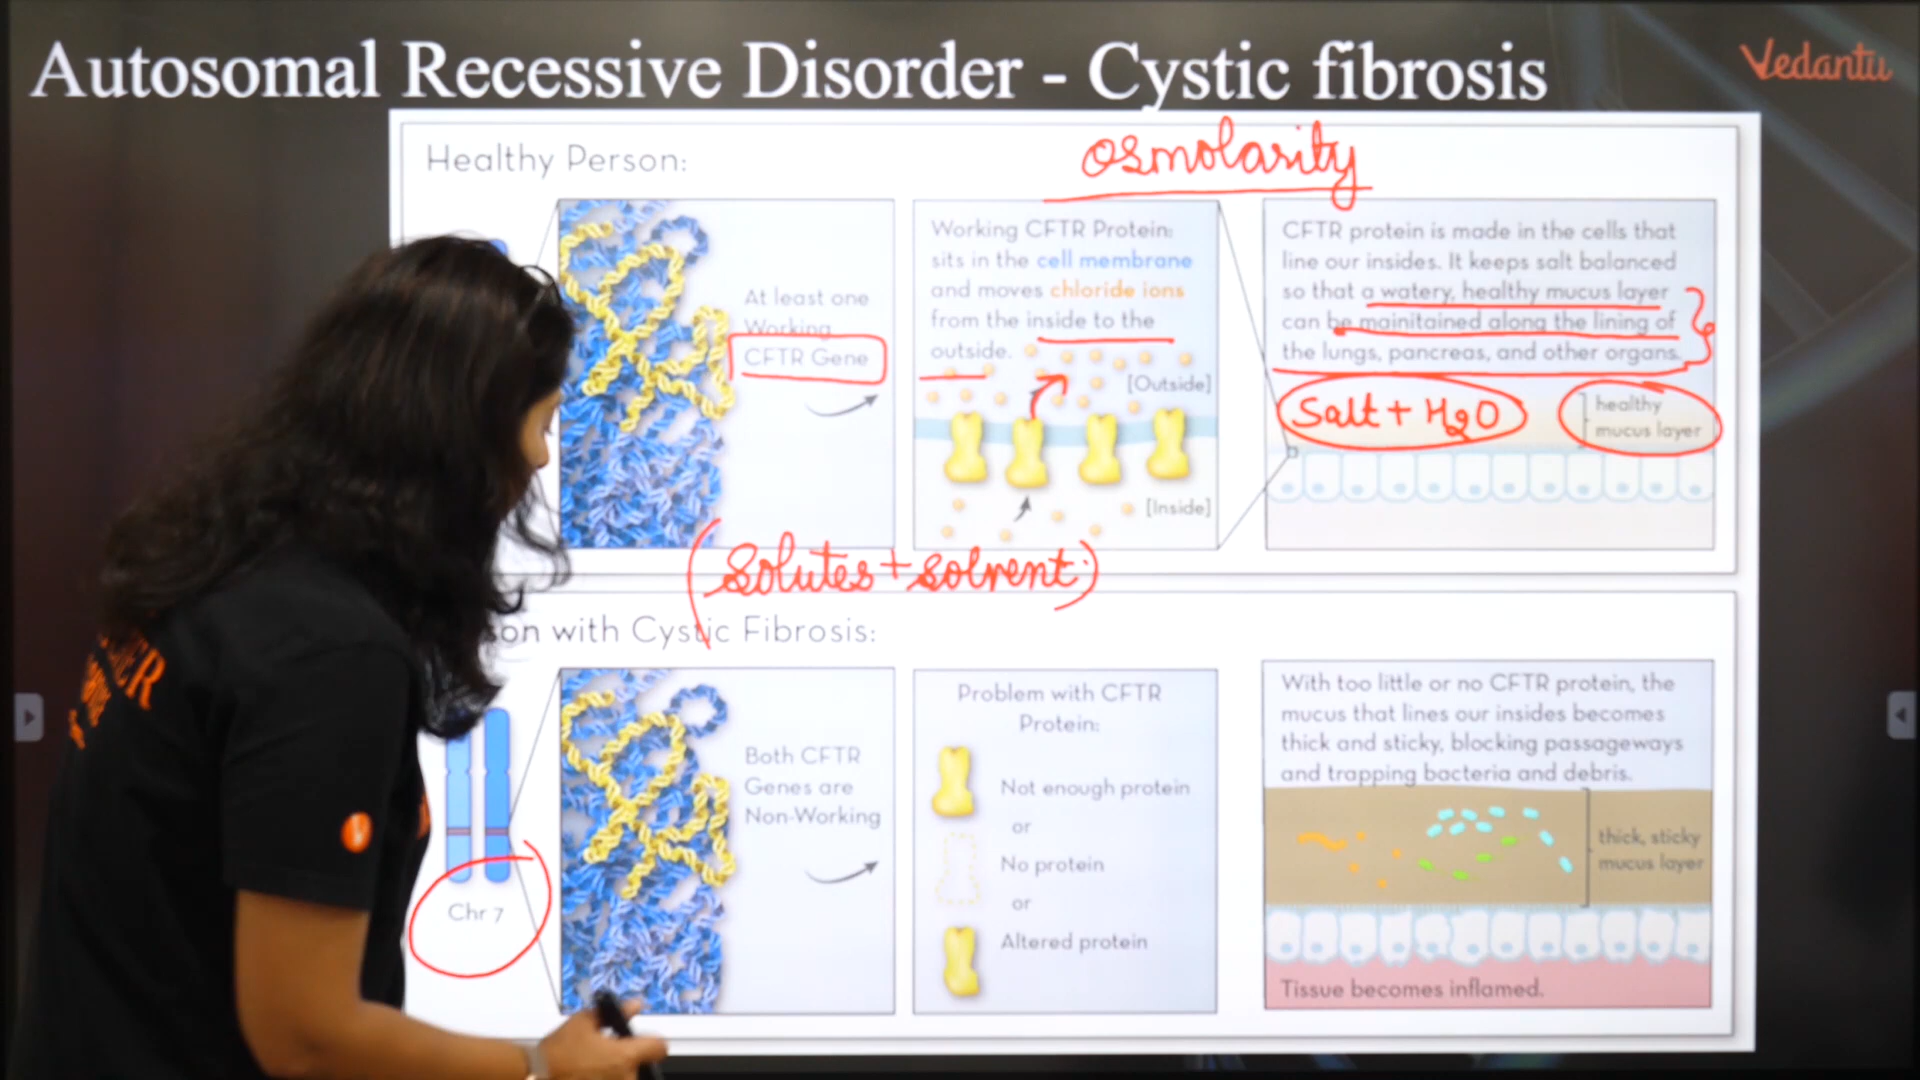 Autosomal Recessive Disorder - Cystic fibrosis
Vedantu
Healthy Person:
osmolarity
At least one
Working
CFTR Gene
Working CFTR Protein:
sits in the cell membrane
and moves chloride ions
from the inside to the
outside.
[Outside]
[Inside]
CFTR protein is made in the cells that
line our insides. It keeps salt balanced
so that a watery, healthy mucus layer
can be mainitained along the lining of
the lungs, pancreas, and other organs.
Salt + H2O
healthy
mucus layer
(Solutes + solvent)
son with Cystic Fibrosis:
Chr 7
Both CFTR
Genes are
Non-Working
Problem with CFTR
Protein:
Not enough protein
or
No protein
or
Altered protein
With too little or no CFTR protein, the
mucus that lines our insides becomes
thick and sticky, blocking passageways
and trapping bacteria and debris.
thick, sticky
mucus layer
Tissue becomes inflamed.